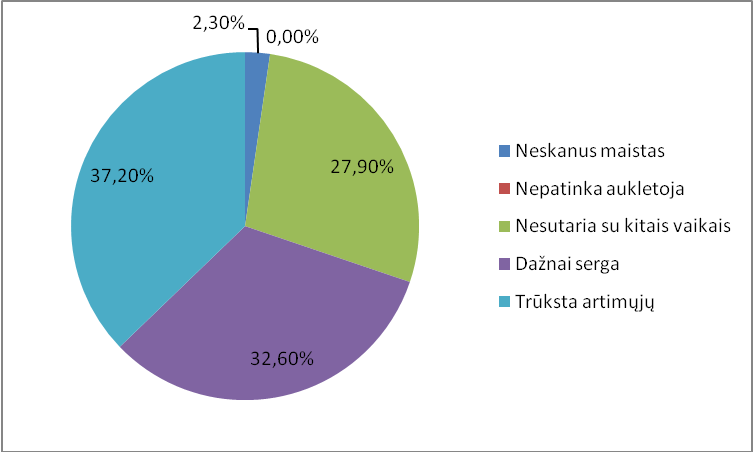 2,30%
0,00%
27,90%
37,20%
32,60%
Neskanus maistas
Nepatinka aukletoja
Nesutaria su kitais vaikais
Dažnai serga
Trūksta artimųjų